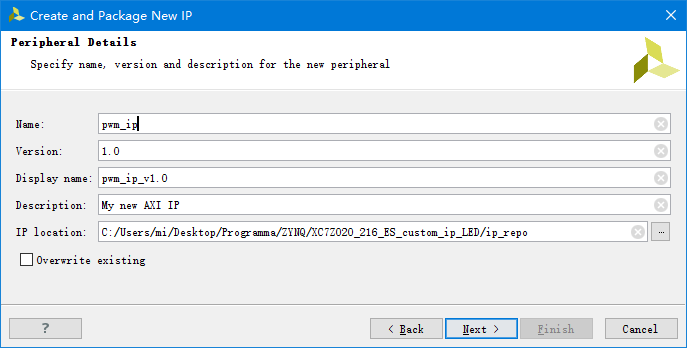 Create and Package New IP
Peripheral Details
Specify name, version and description for the new peripheral
Name: pwm_ip
Version: 1.0
Display name: pwm_ip_v1.0
Description: My new AXI IP
IP location: C:/Users/mi/Desktop/Programma/ZYNQ/XC7Z020_216_ES_custom_ip_LED/ip_repo ...
Overwrite existing
? < Back Next > Finish Cancel